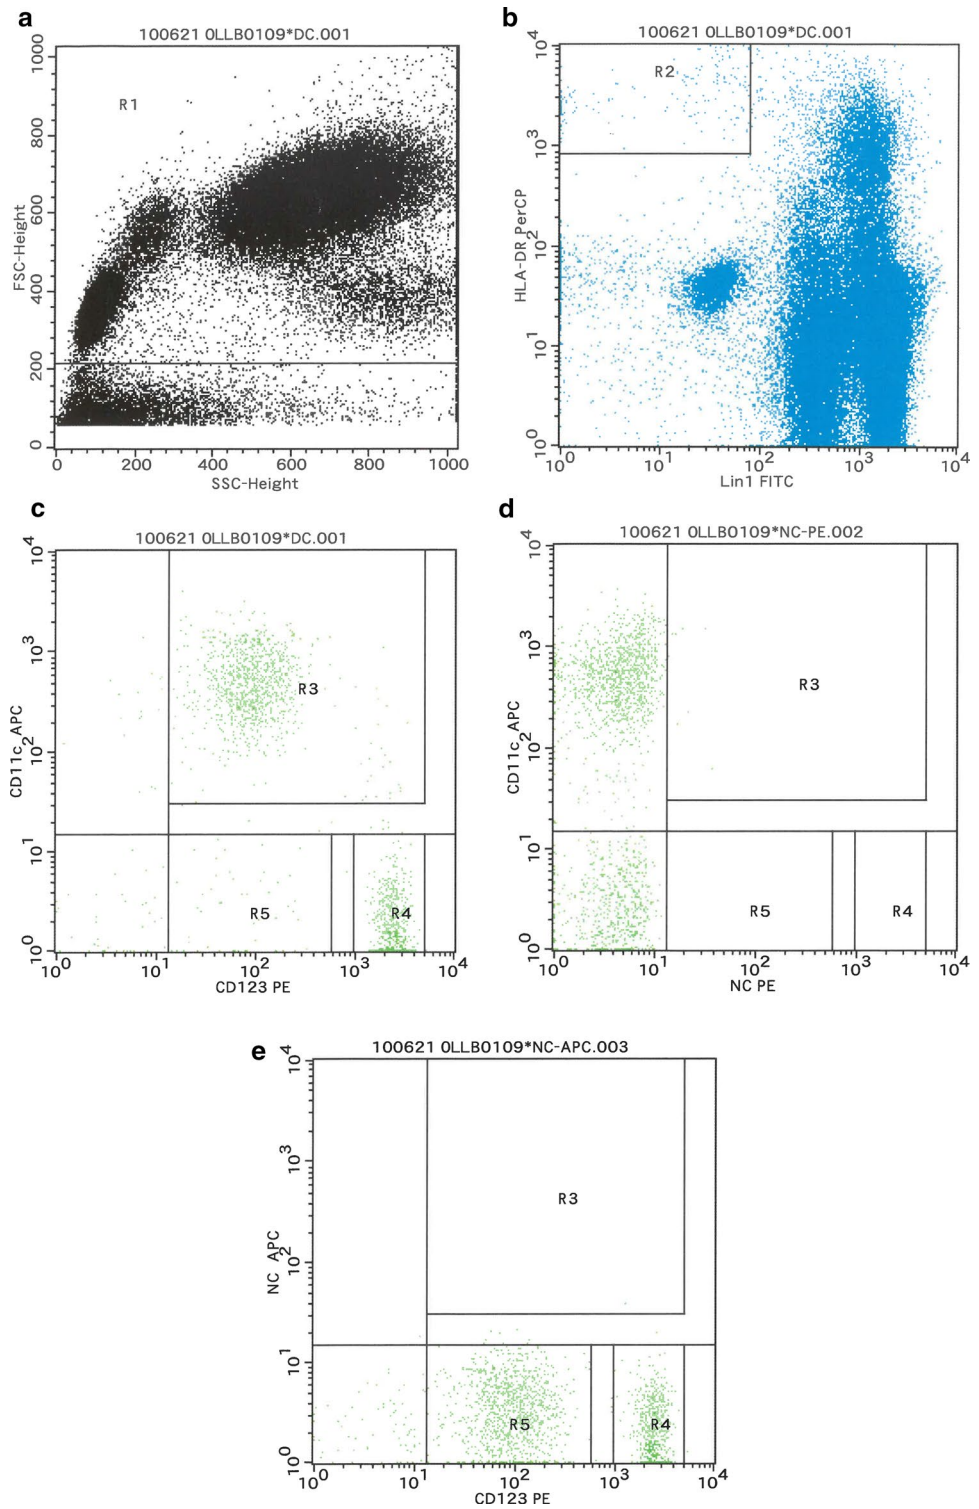 a
100621 0LLB0109*DC.001
R1
FSC-Height
1000
800
600
400
200
0
0 200 400 600 800 1000
SSC-Height
b
100621 0LLB0109*DC.001
R2
HLA-DR PerCP
10^4
10^3
10^2
10^1
10^0
10^0 10^1 10^2 10^3 10^4
Lin1 FITC
c
100621 0LLB0109*DC.001
CD11c APC
10^4
10^3
10^2
10^1
10^0
R3
R5
R4
10^0 10^1 10^2 10^3 10^4
CD123 PE
d
100621 0LLB0109*NC-PE.002
CD11c APC
10^4
10^3
10^2
10^1
10^0
R3
R5
R4
10^0 10^1 10^2 10^3 10^4
NC PE
e
100621 0LLB0109*NC-APC.003
NC APC
10^4
10^3
10^2
10^1
10^0
R3
R5
R4
10^0 10^1 10^2 10^3 10^4
CD123 PE